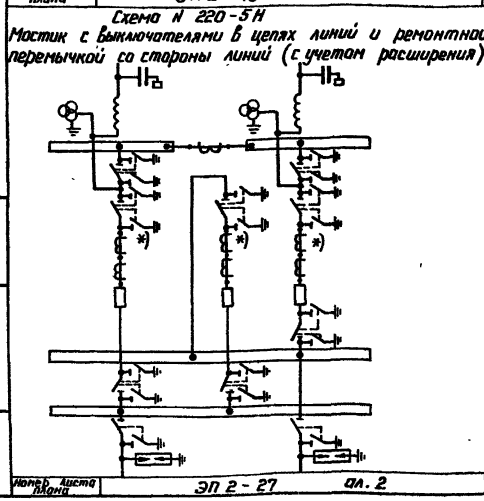 плана
Схема N 220-5Н
Мостик с выключателями в цепях линий и ремонтной
перемычкой со стороны линий (с учетом расширения)
*) *) *)
Номер листа плана ЭП 2 - 27 ал. 2